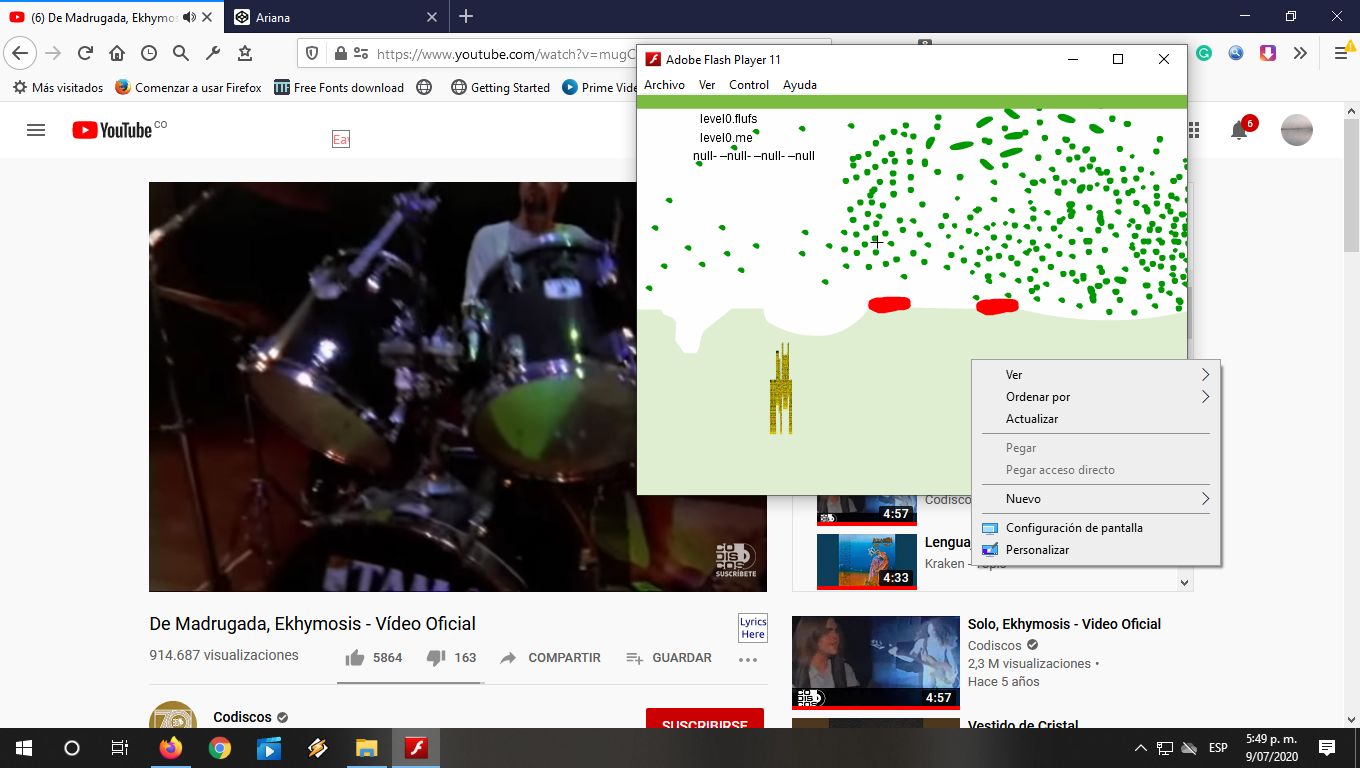 (6) De Madrugada, Ekhymos
Ariana
https://www.youtube.com/watch?v=mugC
Más visitados
Comenzar a usar Firefox
Free Fonts download
Getting Started
Prime Vide
YouTube CO
Ea
6
Adobe Flash Player 11
Archivo Ver Control Ayuda
level0.flufs
level0.me
null- --null- --null- --null
Ver
Ordenar por
Actualizar
Pegar
Pegar acceso directo
Nuevo
Configuración de pantalla
Personalizar
CODISCOS
SUSCRÍBETE
Codisco
4:57
Lengua
Kraken - Topic
4:33
De Madrugada, Ekhymosis - Vídeo Oficial
Lyrics
Here
914.687 visualizaciones
5864
163
COMPARTIR
GUARDAR
Codiscos
SUSCRIBIRSE
Solo, Ekhymosis - Video Oficial
Codiscos
2,3 M visualizaciones •
Hace 5 años
CODISCOS
4:57
Vestido de Cristal
ESP
5:49 p. m.
9/07/2020